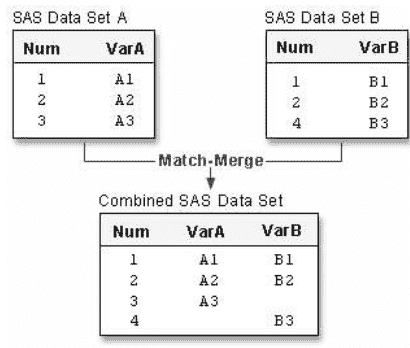 SAS Data Set A
Num VarA
1 A1
2 A2
3 A3
SAS Data Set B
Num VarB
1 B1
2 B2
4 B3
Match-Merge
Combined SAS Data Set
Num VarA VarB
1 A1 B1
2 A2 B2
3 A3
4 B3